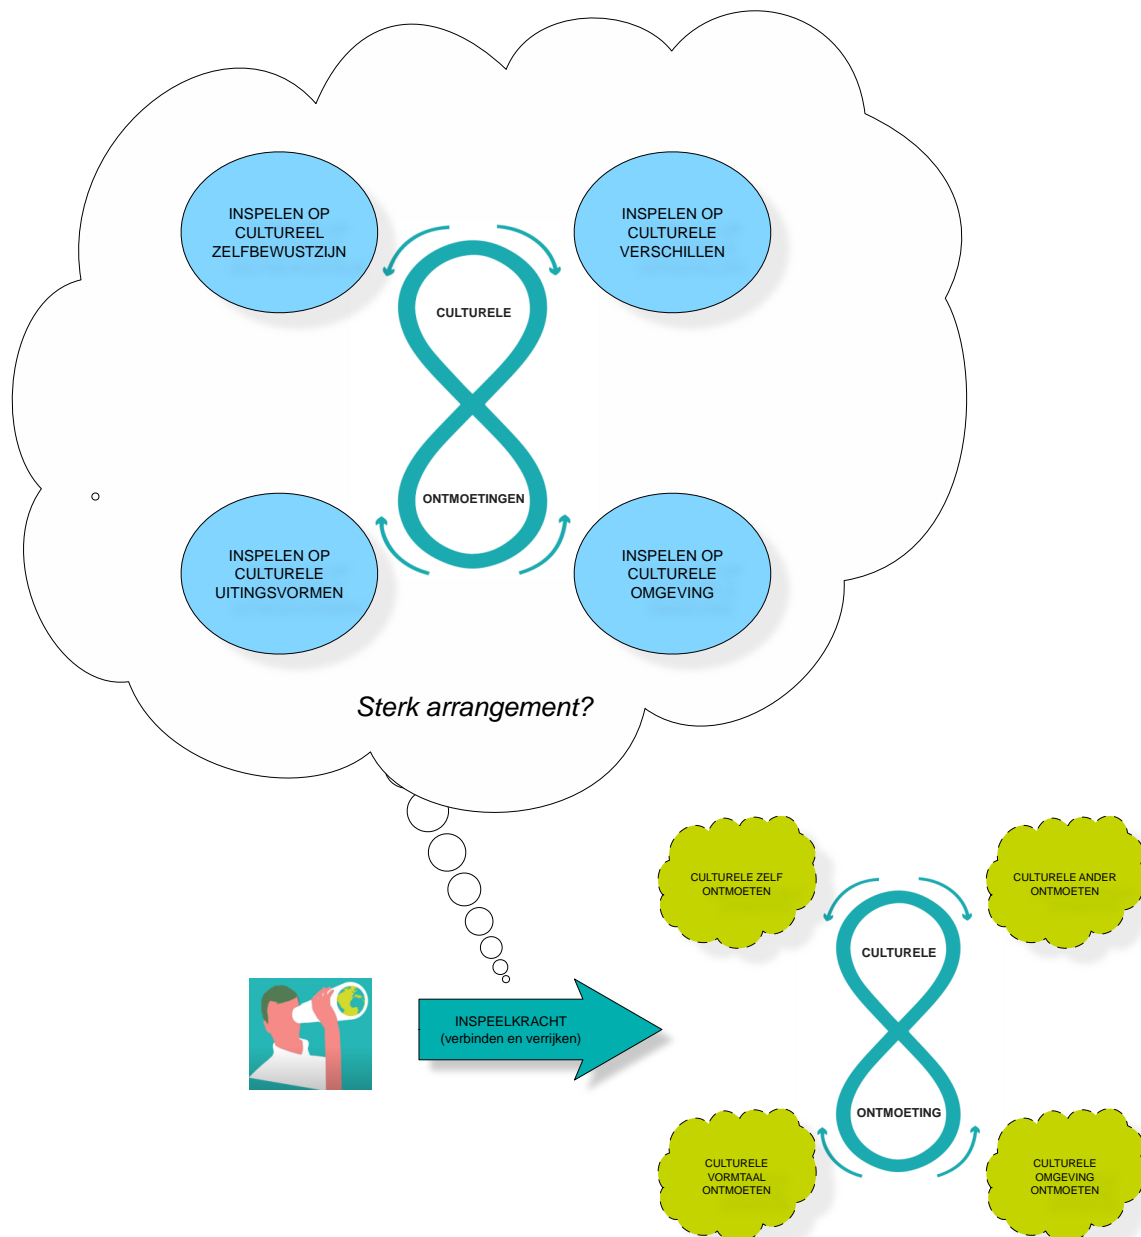 INSPELEN OP
CULTUREEL
ZELFBEWUSTZIJN
INSPELEN OP
CULTURELE
VERSCHILLEN
CULTURELE
ONTMOETINGEN
INSPELEN OP
CULTURELE
UITINGSVORMEN
INSPELEN OP
CULTURELE
OMGEVING
Sterk arrangement?
CULTURELE ZELF
ONTMOETEN
CULTURELE ANDER
ONTMOETEN
CULTURELE
INSPEELKRACHT
(verbinden en verrijken)
ONTMOETING
CULTURELE
VORMTAAL
ONTMOETEN
CULTURELE
OMGEVING
ONTMOETEN